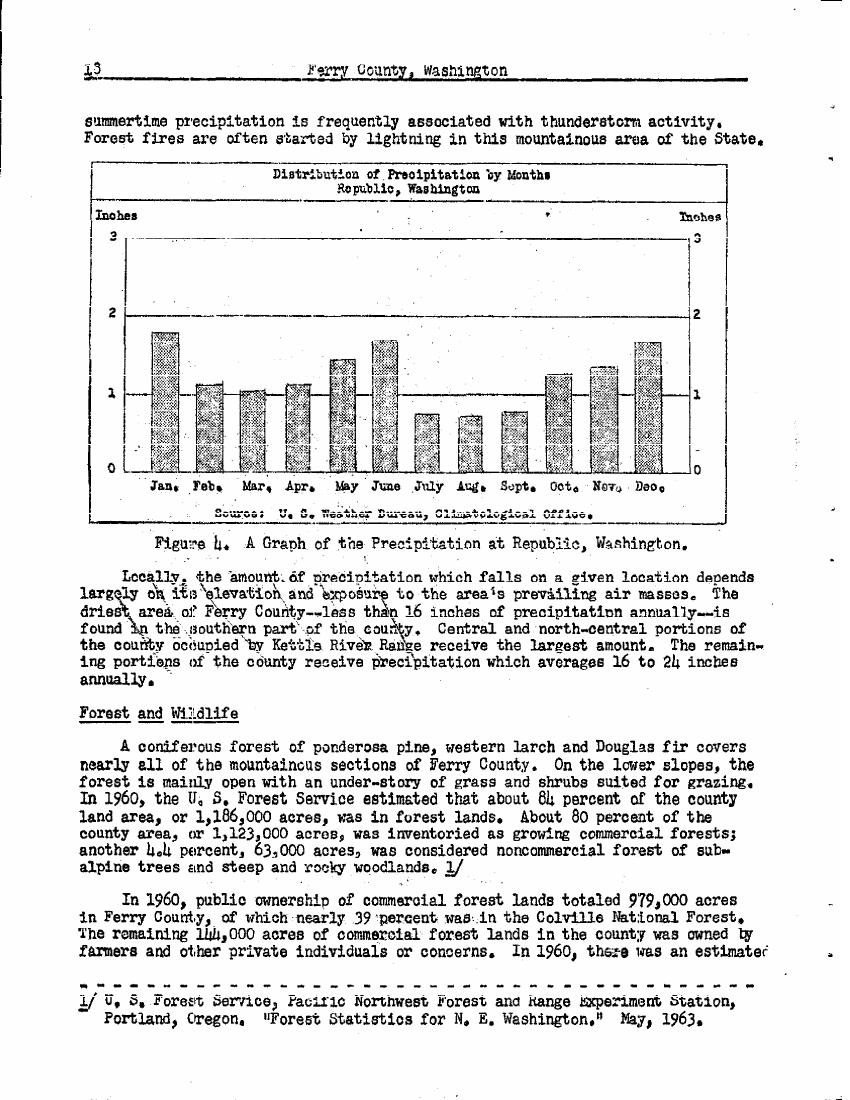 13 Ferry County, Washington
summertime precipitation is frequently associated with thunderstorm activity.
Forest fires are often started by lightning in this mountainous area of the State.
Distribution of Precipitation by Months
Republic, Washington
Inches Inches
3 3
2 2
1 1
0 0
Jan. Feb. Mar. Apr. May June July Aug. Sept. Oct. Nov. Dec.
Source: U. S. Weather Bureau, Climatological Office.
Figure 4. A Graph of the Precipitation at Republic, Washington.
Locally, the amount of precipitation which falls on a given location depends
largely on its elevation and exposure to the area's prevailing air masses. The
driest area of Ferry County--less than 16 inches of precipitation annually--is
found in the southern part of the county. Central and north-central portions of
the county occupied by Kettle River Range receive the largest amount. The remain-
ing portions of the county receive precipitation which averages 16 to 24 inches
annually.
Forest and Wildlife
A coniferous forest of ponderosa pine, western larch and Douglas fir covers
nearly all of the mountainous sections of Ferry County. On the lower slopes, the
forest is mainly open with an under-story of grass and shrubs suited for grazing.
In 1960, the U. S. Forest Service estimated that about 84 percent of the county
land area, or 1,186,000 acres, was in forest lands. About 80 percent of the
county area, or 1,123,000 acres, was inventoried as growing commercial forests;
another 4.4 percent, 63,000 acres, was considered noncommercial forest of sub-
alpine trees and steep and rocky woodlands. 1/
In 1960, public ownership of commercial forest lands totaled 979,000 acres
in Ferry County, of which nearly 39 percent was in the Colville National Forest.
The remaining 144,000 acres of commercial forest lands in the county was owned by
farmers and other private individuals or concerns. In 1960, there was an estimated
1/ U. S. Forest Service, Pacific Northwest Forest and Range Experiment Station,
Portland, Oregon. "Forest Statistics for N. E. Washington." May, 1963.